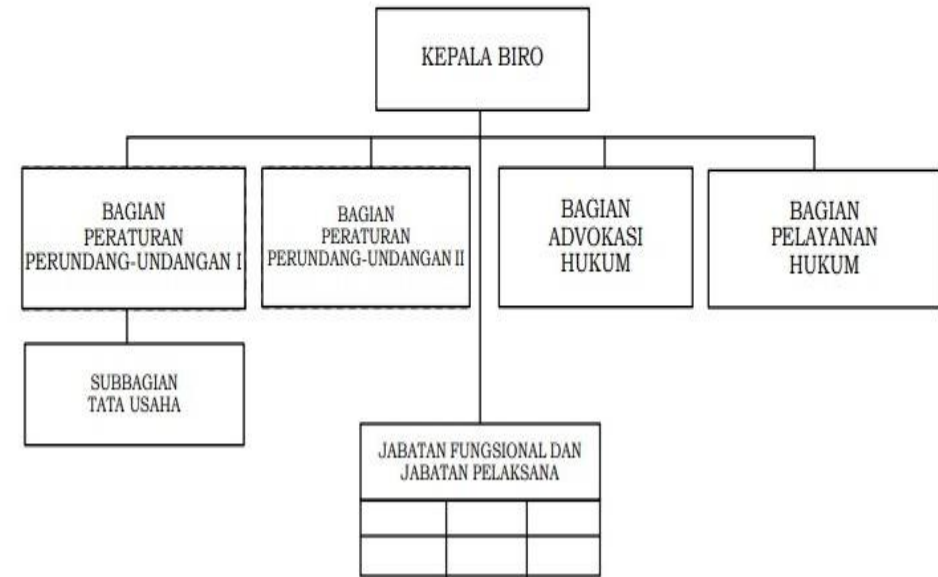 KEPALA BIRO
BAGIAN
PERATURAN
PERUNDANG-UNDANGAN I
BAGIAN
PERATURAN
PERUNDANG-UNDANGAN II
BAGIAN
ADVOKASI
HUKUM
BAGIAN
PELAYANAN
HUKUM
SUBBAGIAN
TATA USAHA
JABATAN FUNGSIONAL DAN
JABATAN PELAKSANA